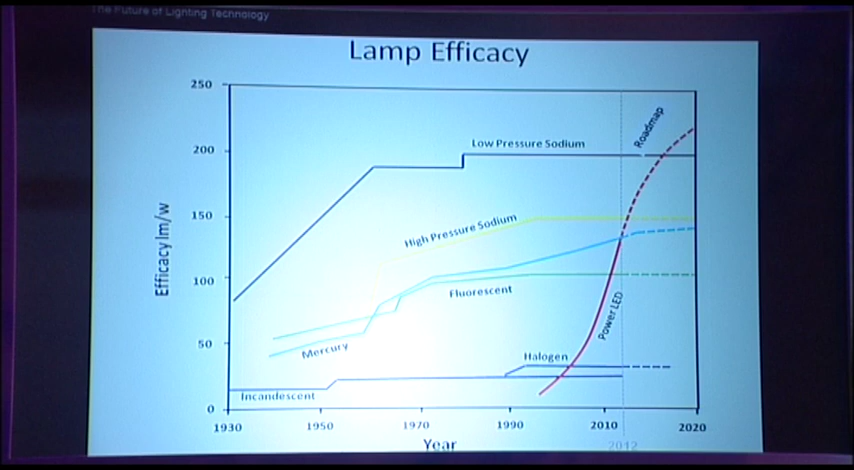 The Future of Lighting Technology
Lamp Efficacy
250
200
150
100
50
0
Efficacy lm/w
Low Pressure Sodium
Roadmap
High Pressure Sodium
Fluorescent
Power LED
Mercury
Halogen
Incandescent
1930
1950
1970
1990
2010
2020
2012
Year